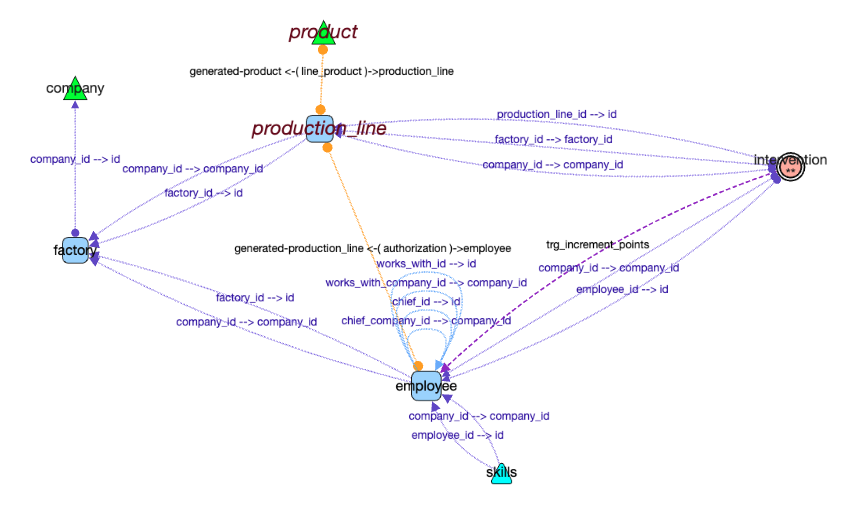 product
generated-product <-( line_product )->production_line
company
production_line_id --> id
production_line
factory_id --> factory_id
company_id --> id
company_id --> company_id
company_id --> company_id
intervention
**
factory_id --> id
factory
generated-production_line <-( authorization )->employee
trg_increment_points
works_with_id --> id
company_id --> company_id
works_with_company_id --> company_id
employee_id --> id
factory_id --> id
chief_id --> id
company_id --> company_id
chief_company_id --> company_id
employee
company_id --> company_id
employee_id --> id
skills